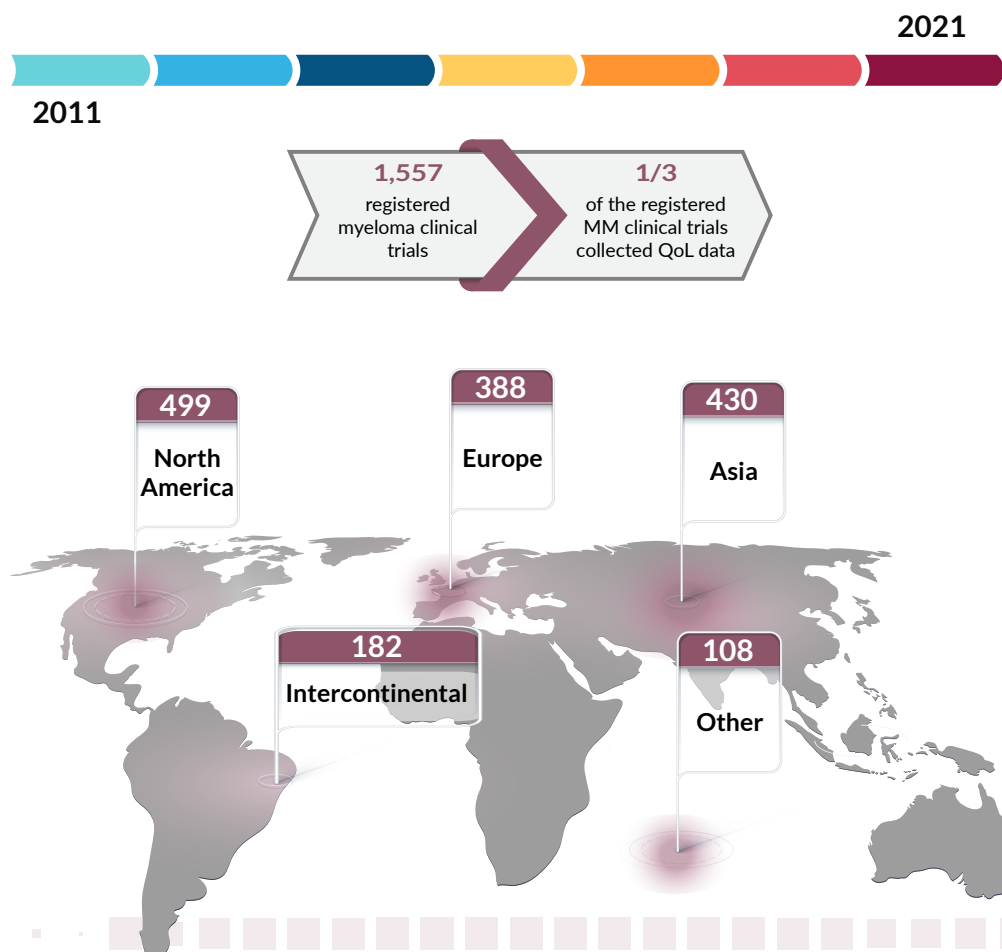 2021
2011
1,557
registered
myeloma clinical
trials
1/3
of the registered
MM clinical trials
collected QoL data
499
North
America
388
Europe
430
Asia
182
Intercontinental
108
Other